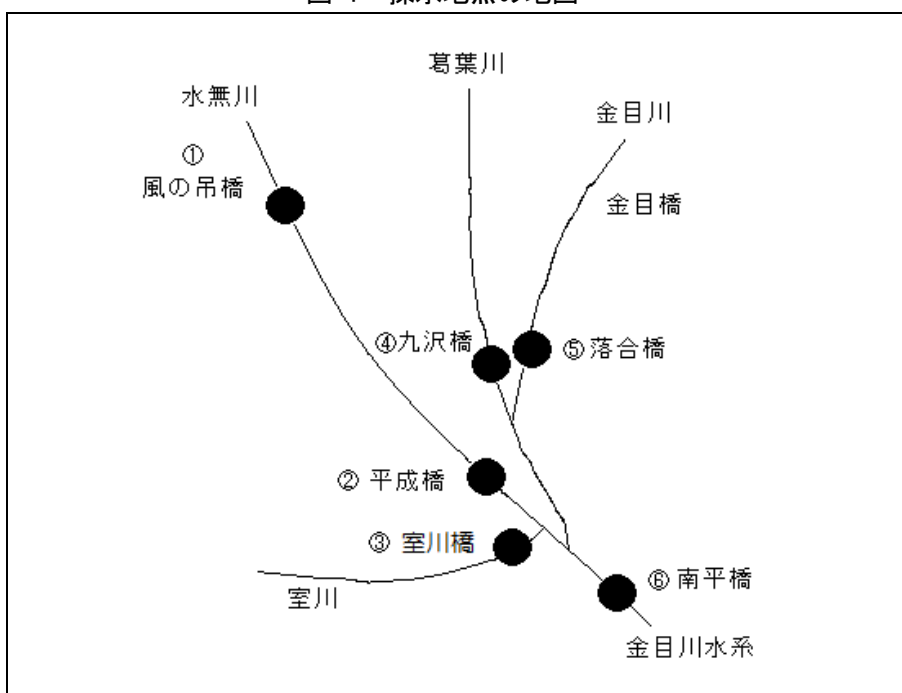 葛葉川
水無川
金目川
①
風の吊橋
金目橋
④九沢橋
⑤落合橋
② 平成橋
③ 室川橋
⑥南平橋
室川
金目川水系